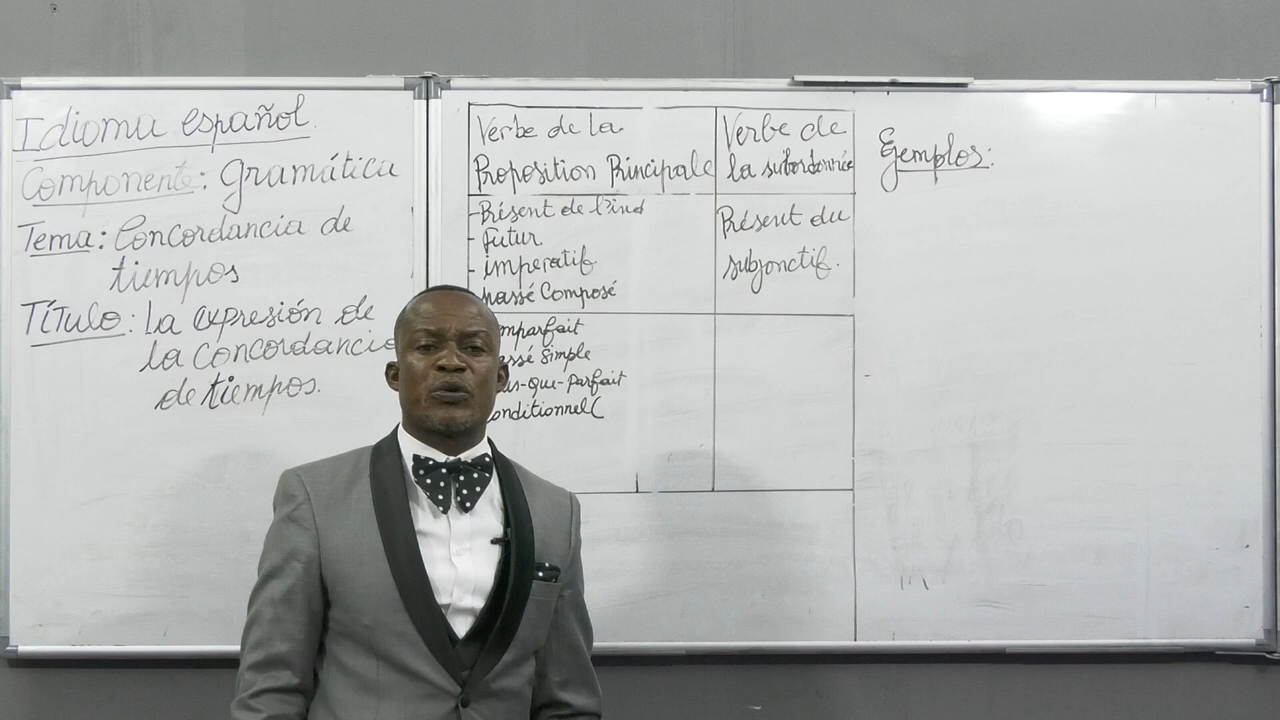 Idioma español.
Componente: gramática
Tema: Concordancia de
tiempos
Título: La expresión de
la concordancia
de tiempos.
Verbe de la
Proposition Principale
Verbe de
la subordonnée
- Présent de l'ind
- Futur
- imperatif
passé Composé
imparfait
passé Simple
plus-que-parfait
conditionnel(
Présent du
subjonctif.
Ejemplos: